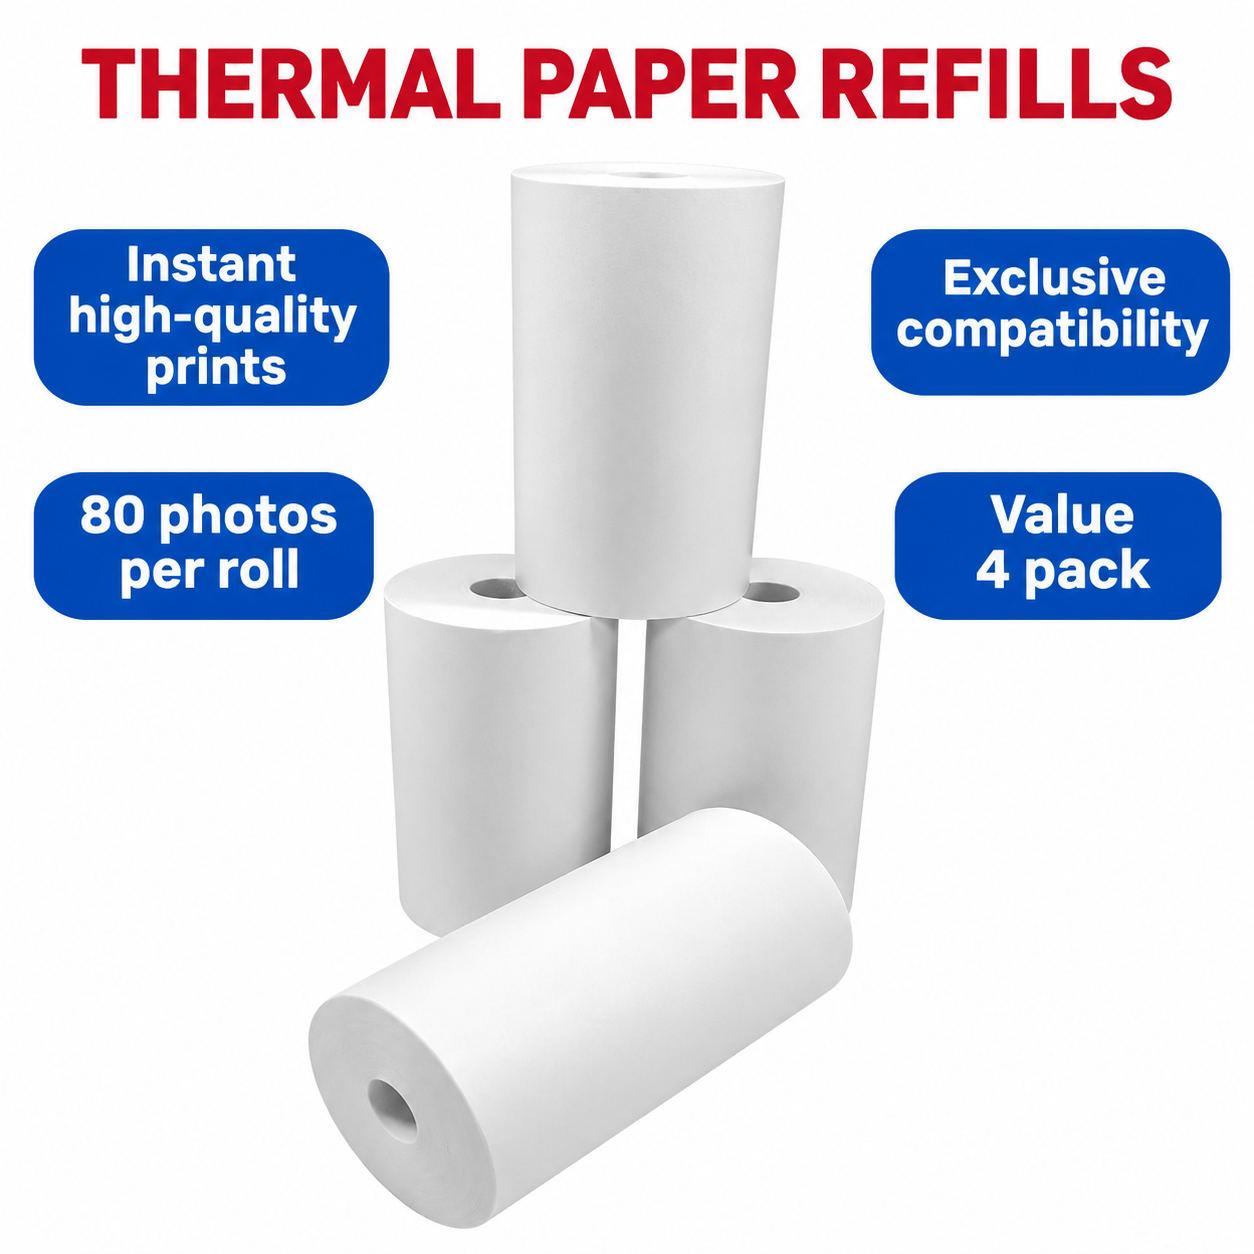 THERMAL PAPER REFILLS
Instant
high-quality
prints
Exclusive
compatibility
80 photos
per roll
Value
4 pack